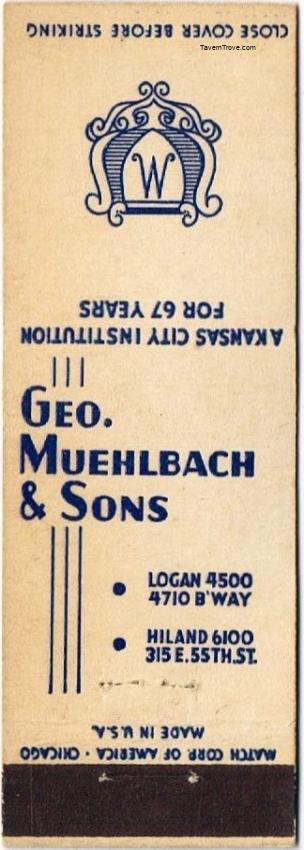 CLOSE COVER BEFORE STRIKING
TavernTrove.com
W
A KANSAS CITY INSTITUTION
FOR 67 YEARS
GEO.
MUEHLBACH
& SONS
• LOGAN 4500
4710 B'WAY
• HILAND 6100
315 E. 55TH. ST.
MATCH CORP. OF AMERICA • CHICAGO
MADE IN U.S.A.